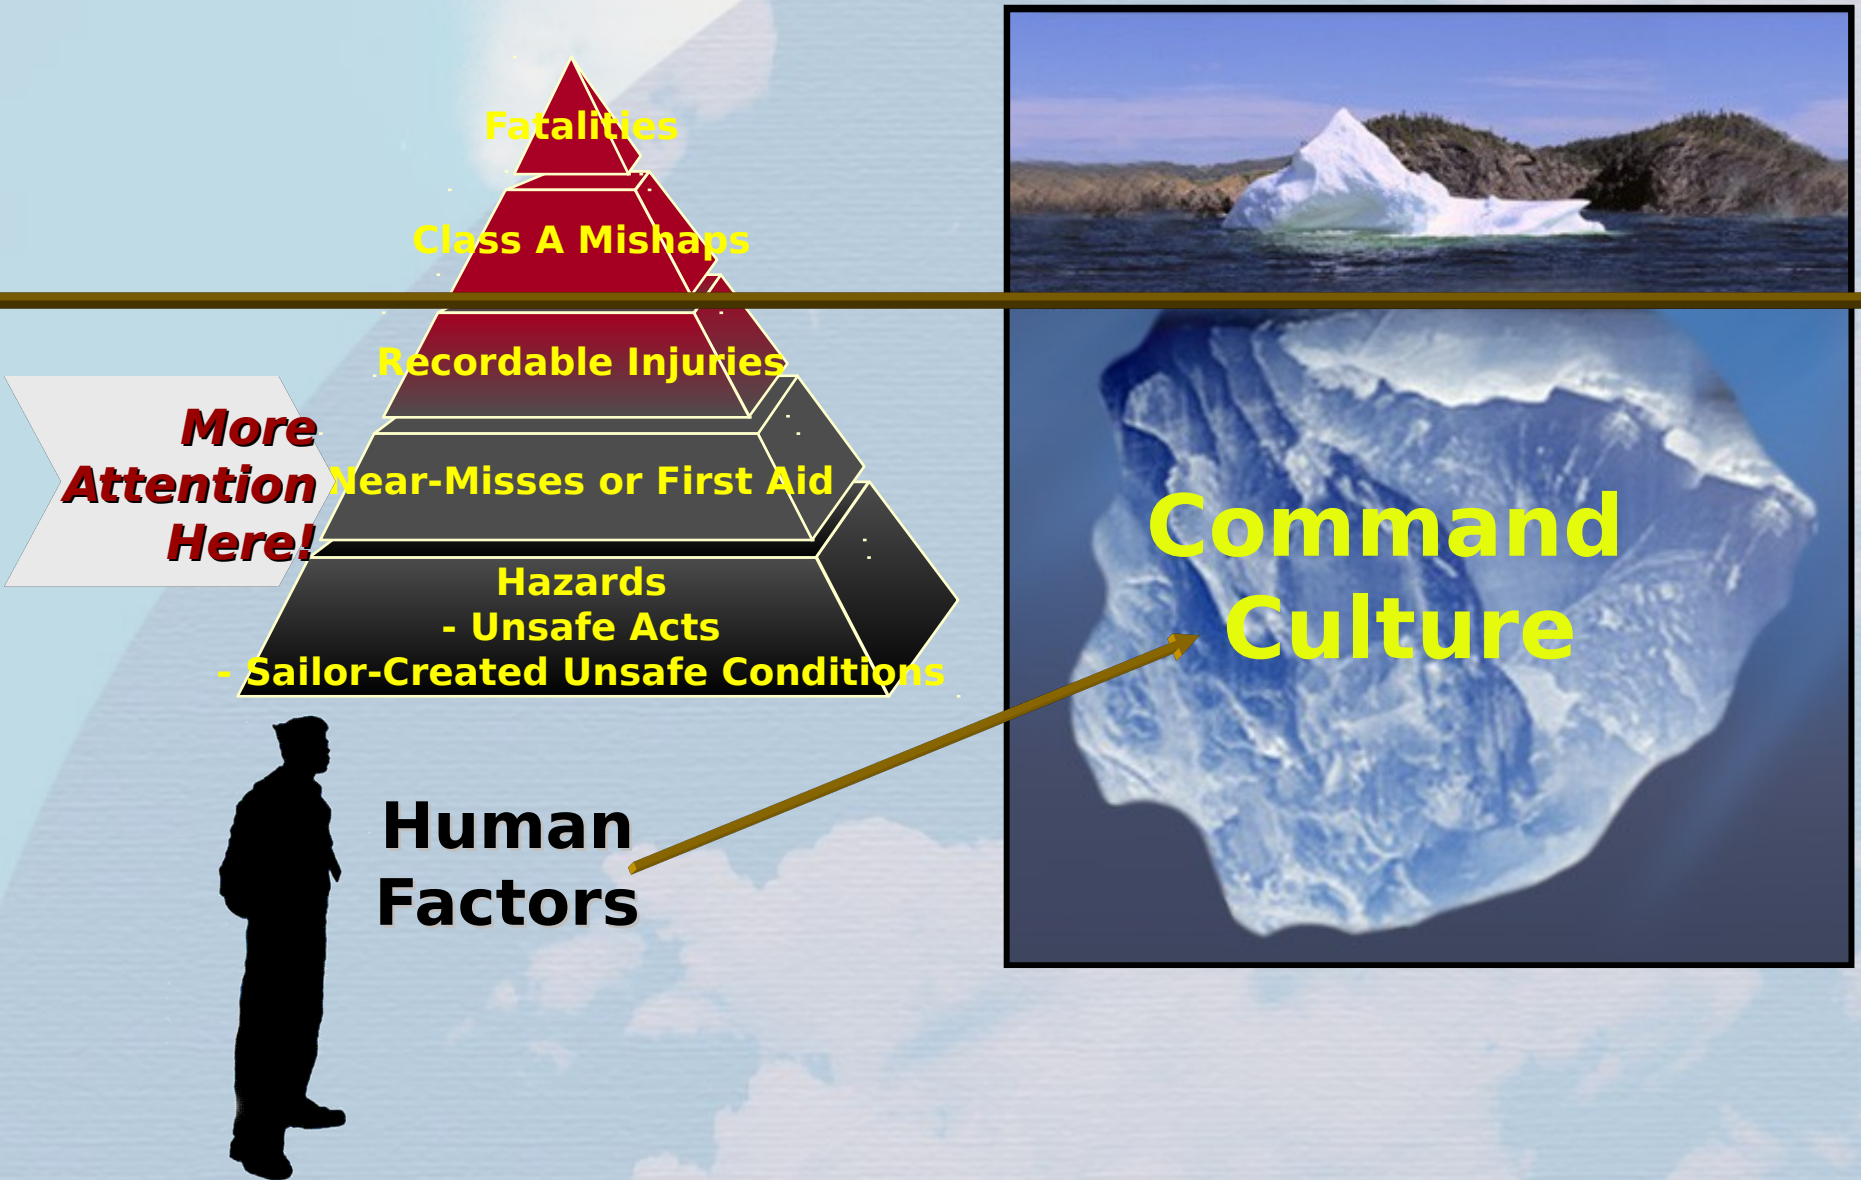 Fatalities
Class A Mishaps
Recordable Injuries
Near-Misses or First Aid
Hazards
- Unsafe Acts
- Sailor-Created Unsafe Conditions
More
Attention
Here!
Human
Factors
Command
Culture